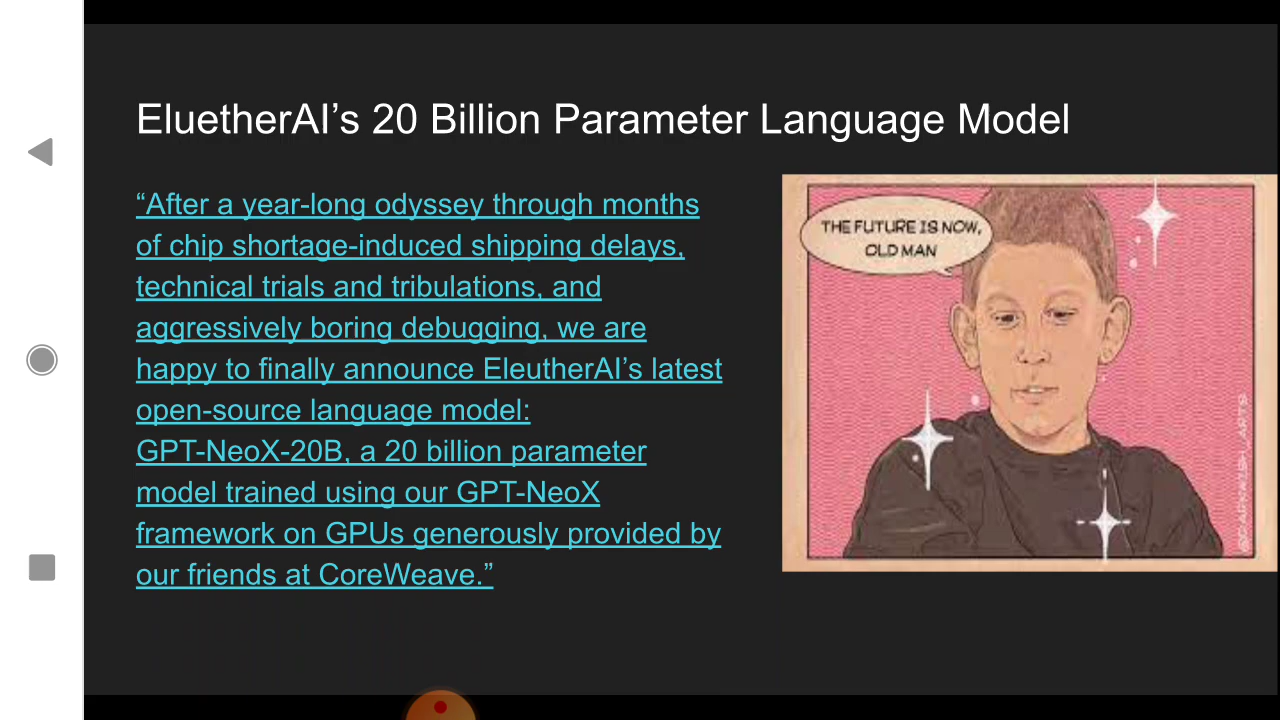 EluetherAI’s 20 Billion Parameter Language Model
“After a year-long odyssey through months
of chip shortage-induced shipping delays,
technical trials and tribulations, and
aggressively boring debugging, we are
happy to finally announce EleutherAI’s latest
open-source language model:
GPT-NeoX-20B, a 20 billion parameter
model trained using our GPT-NeoX
framework on GPUs generously provided by
our friends at CoreWeave.”
THE FUTURE IS NOW,
OLD MAN